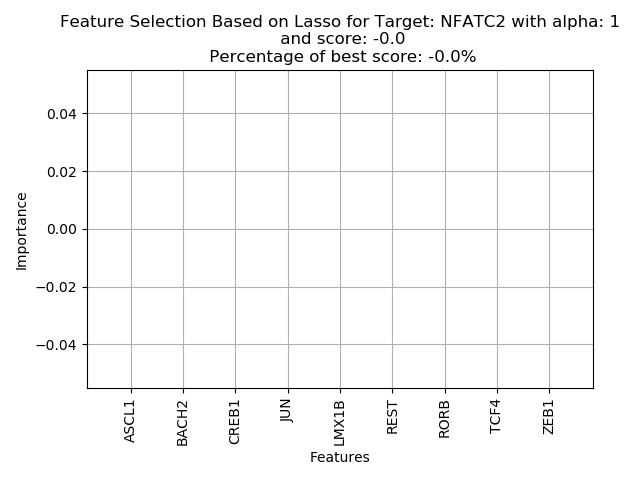 Feature Selection Based on Lasso for Target: NFATC2 with alpha: 1
and score: -0.0
Percentage of best score: -0.0%
0.04
0.02
0.00
−0.02
−0.04
Importance
ASCL1
BACH2
CREB1
JUN
LMX1B
REST
RORB
TCF4
ZEB1
Features